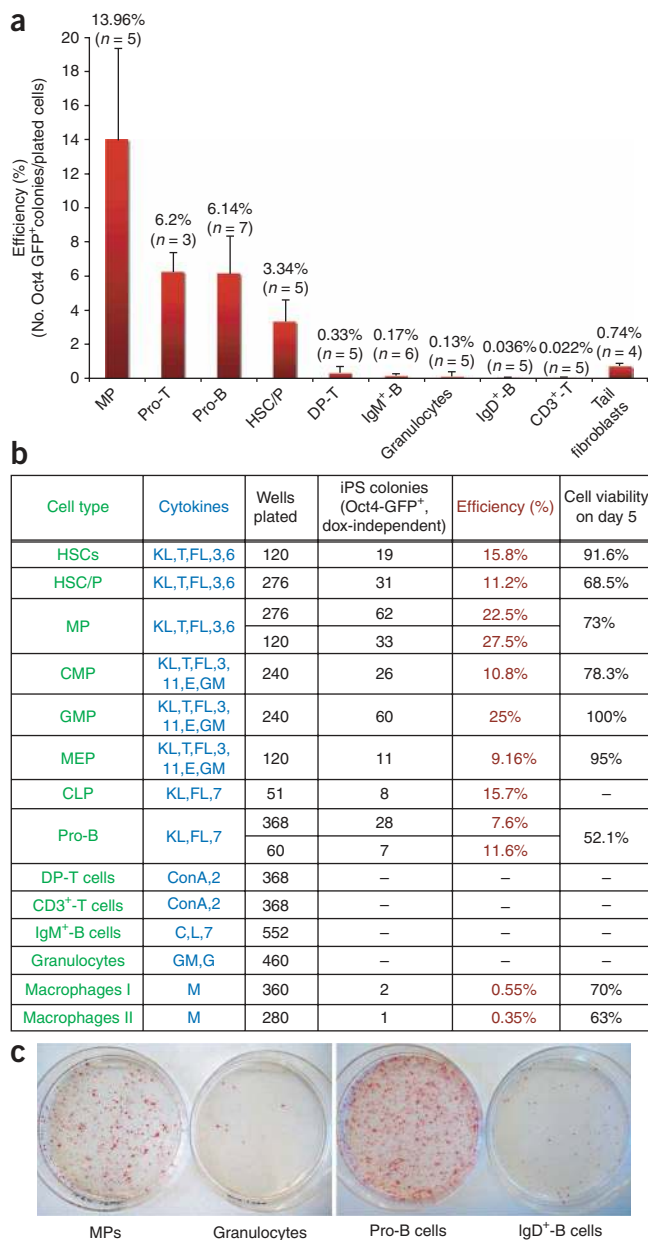 a
Efficiency (%)
(No. Oct4 GFP⁺colonies/plated cells)
20
18
16
14
12
10
8
6
4
2
0
13.96%
(n = 5)
6.2%
(n = 3)
6.14%
(n = 7)
3.34%
(n = 5)
0.33%
(n = 5)
0.17%
(n = 6)
0.13%
(n = 5)
0.036%
(n = 5)
0.022%
(n = 5)
0.74%
(n = 4)
MP
Pro-T
Pro-B
HSC/P
DP-T
IgM⁺-B
Granulocytes
IgD⁺-B
CD3⁺-T
Tail
fibroblasts
b
Cell type Cytokines Wells plated iPS colonies (Oct4-GFP⁺, dox-independent) Efficiency (%) Cell viability on day 5
HSCs KL,T,FL,3,6 120 19 15.8% 91.6%
HSC/P KL,T,FL,3,6 276 31 11.2% 68.5%
MP KL,T,FL,3,6 276 62 22.5% 73%
120 33 27.5%
CMP KL,T,FL,3, 11,E,GM 240 26 10.8% 78.3%
GMP KL,T,FL,3, 11,E,GM 240 60 25% 100%
MEP KL,T,FL,3, 11,E,GM 120 11 9.16% 95%
CLP KL,FL,7 51 8 15.7% –
Pro-B KL,FL,7 368 28 7.6% 52.1%
60 7 11.6%
DP-T cells ConA,2 368 – – –
CD3⁺-T cells ConA,2 368 – – –
IgM⁺-B cells C,L,7 552 – – –
Granulocytes GM,G 460 – – –
Macrophages I M 360 2 0.55% 70%
Macrophages II M 280 1 0.35% 63%
c
MPs
Granulocytes
Pro-B cells
IgD⁺-B cells